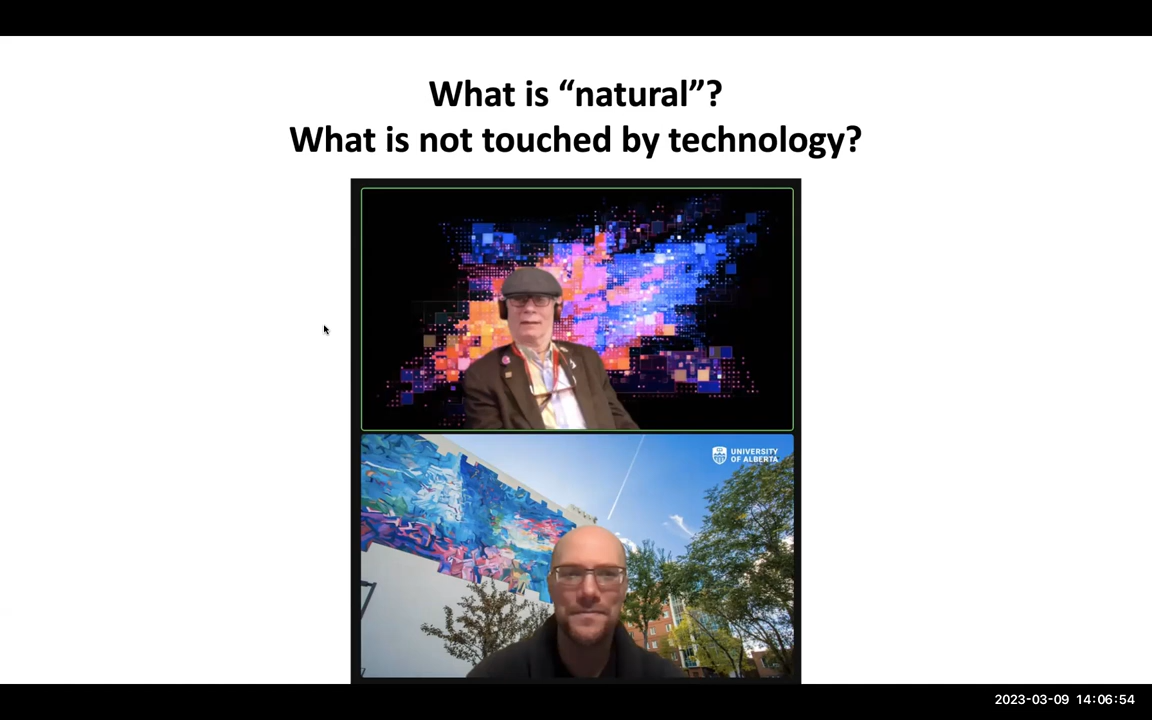 What is “natural”?
What is not touched by technology?
UNIVERSITY
OF ALBERTA
2023-03-09 14:06:54